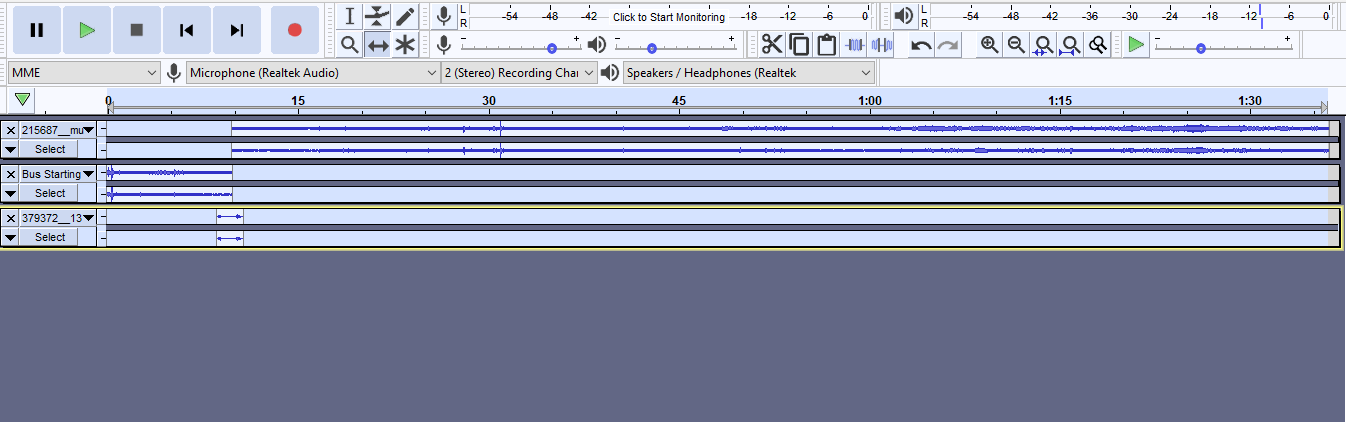 L
R
-54 -48 -42 Click to Start Monitoring -18 -12 -6 0
L
R
-54 -48 -42 -36 -30 -24 -18 -12 -6 0
- + - + - +
MME Microphone (Realtek Audio) 2 (Stereo) Recording Chai Speakers / Headphones (Realtek
0 15 30 45 1:00 1:15 1:30
215687__mu
Select
Bus Starting
Select
379372__13
Select